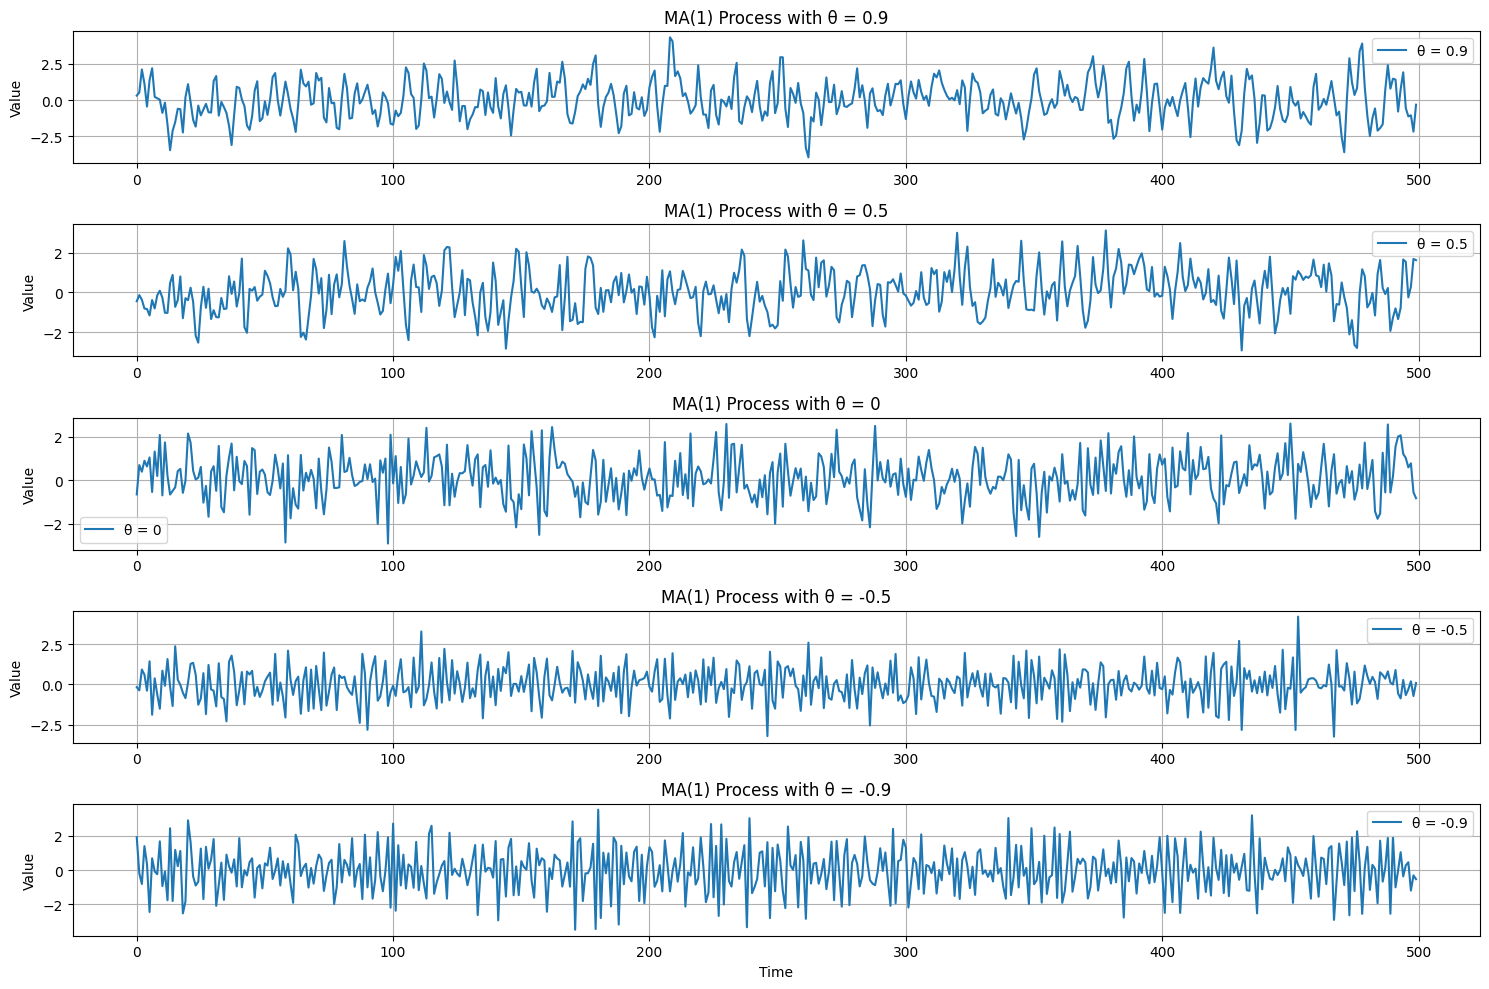 MA(1) Process with θ = 0.9
Value
2.5
0.0
−2.5
θ = 0.9
0 100 200 300 400 500
MA(1) Process with θ = 0.5
Value
2
0
−2
θ = 0.5
0 100 200 300 400 500
MA(1) Process with θ = 0
Value
2
0
−2
θ = 0
0 100 200 300 400 500
MA(1) Process with θ = -0.5
Value
2.5
0.0
−2.5
θ = -0.5
0 100 200 300 400 500
MA(1) Process with θ = -0.9
Value
2
0
−2
θ = -0.9
0 100 200 300 400 500
Time